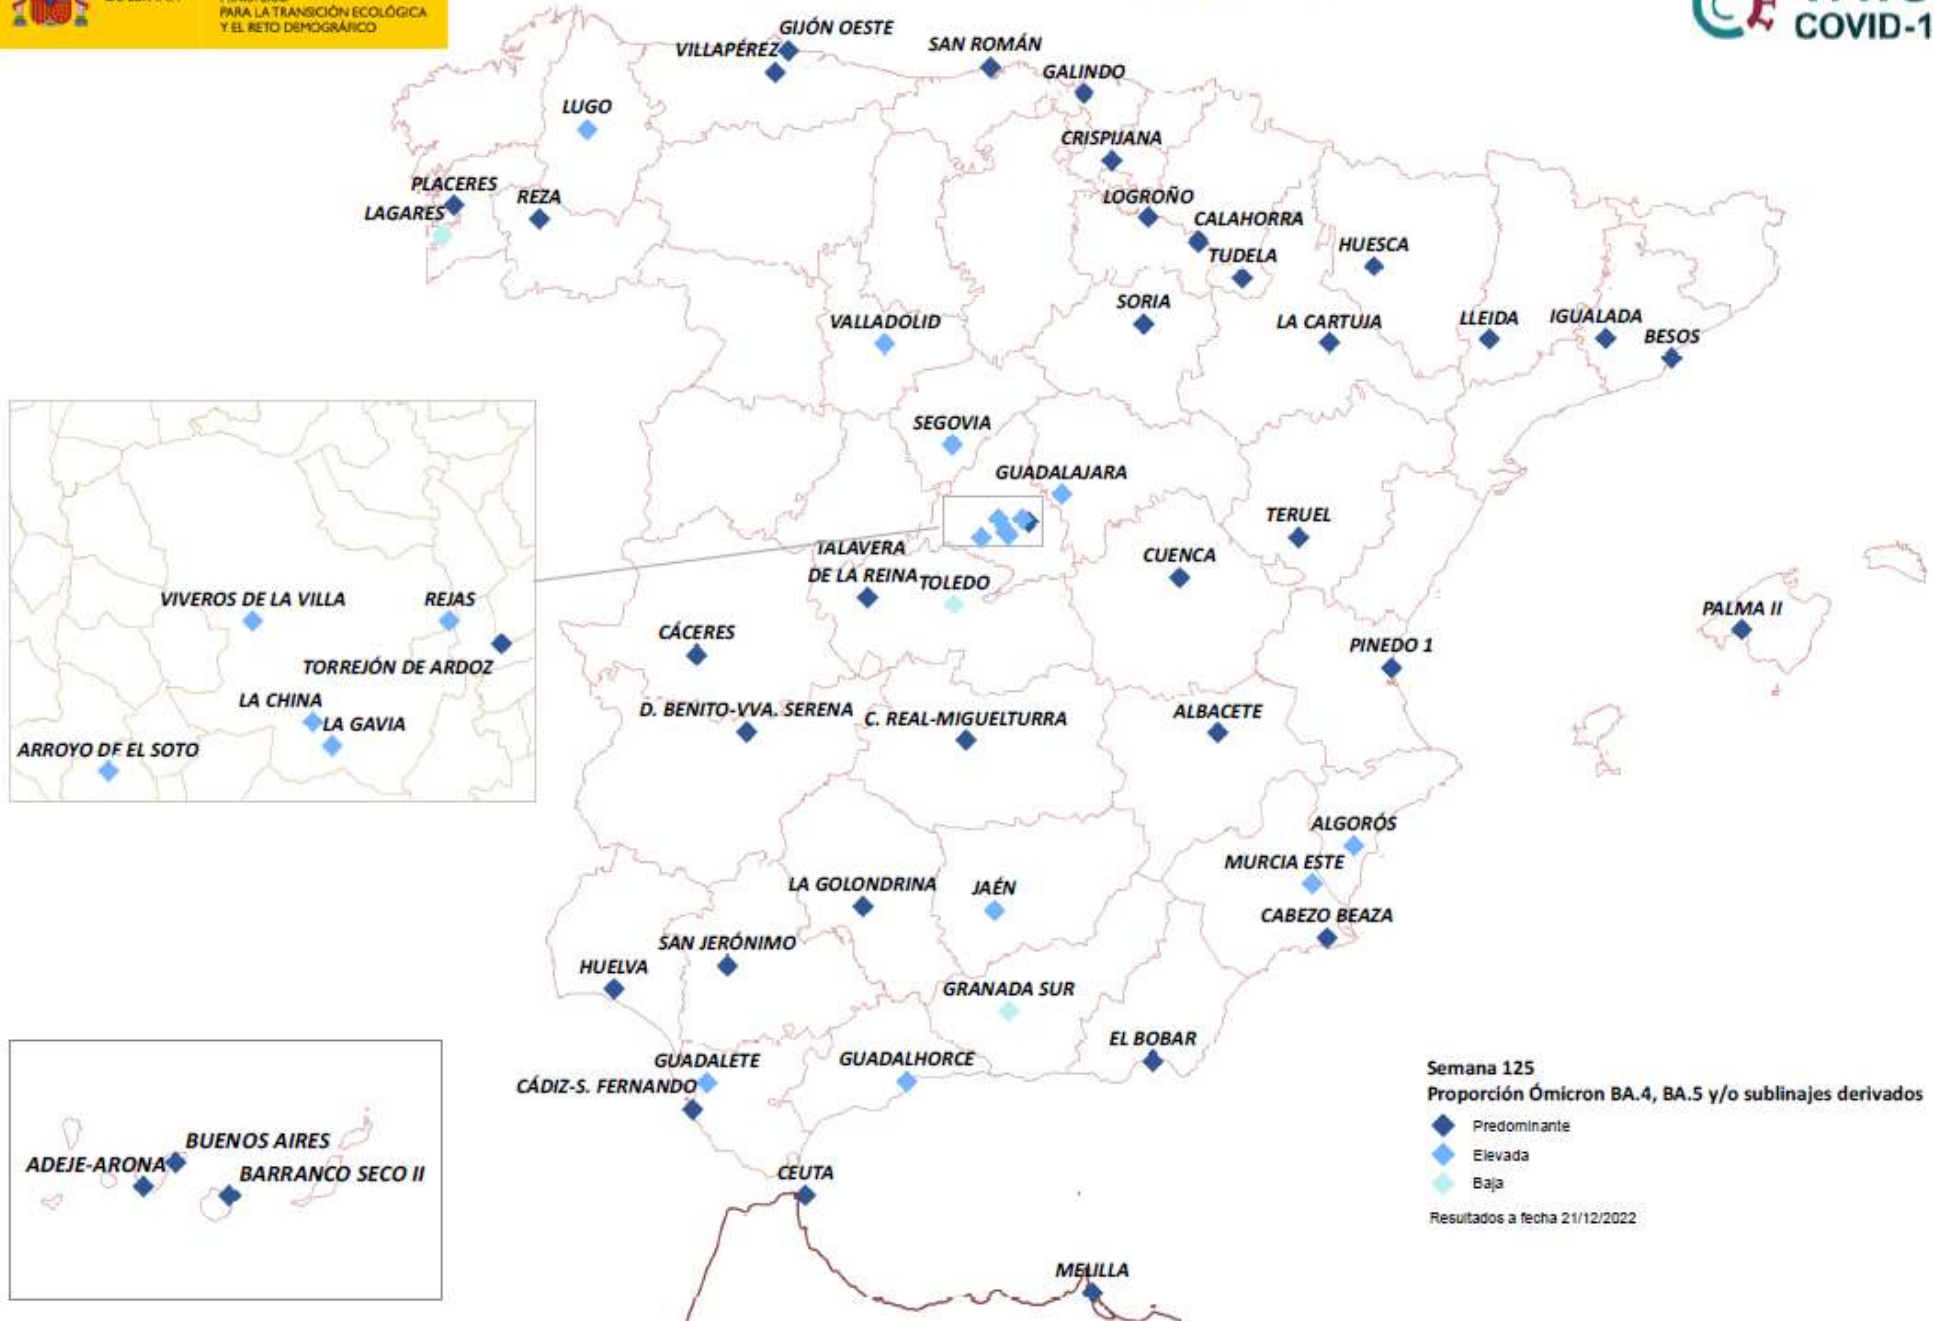 PARA LA TRANSICIÓN ECOLÓGICA
Y EL RETO DEMOGRÁFICO
COVID-1
GIJÓN OESTE
VILLAPÉREZ
SAN ROMÁN
GALINDO
LUGO
CRISPIJANA
PLACERES
REZA
LAGARES
LOGROÑO
CALAHORRA
TUDELA
HUESCA
SORIA
VALLADOLID
LA CARTUJA
LLEIDA
IGUALADA
BESOS
SEGOVIA
GUADALAJARA
TERUEL
TALAVERA
DE LA REINA
TOLEDO
CUENCA
VIVEROS DE LA VILLA
REJAS
TORREJÓN DE ARDOZ
LA CHINA
LA GAVIA
ARROYO DE EL SOTO
PALMA II
CÁCERES
PINEDO 1
D. BENITO-VVA. SERENA
C. REAL-MIGUELTURRA
ALBACETE
ALGORÓS
MURCIA ESTE
LA GOLONDRINA
JAÉN
CABEZO BEAZA
SAN JERÓNIMO
HUELVA
GRANADA SUR
EL BOBAR
GUADALETE
GUADALHORCE
CÁDIZ-S. FERNANDO
BUENOS AIRES
ADEJE-ARONA
BARRANCO SECO II
CEUTA
MELILLA
Semana 125
Proporción Ómicron BA.4, BA.5 y/o sublinajes derivados
Predominante
Elevada
Baja
Resultados a fecha 21/12/2022